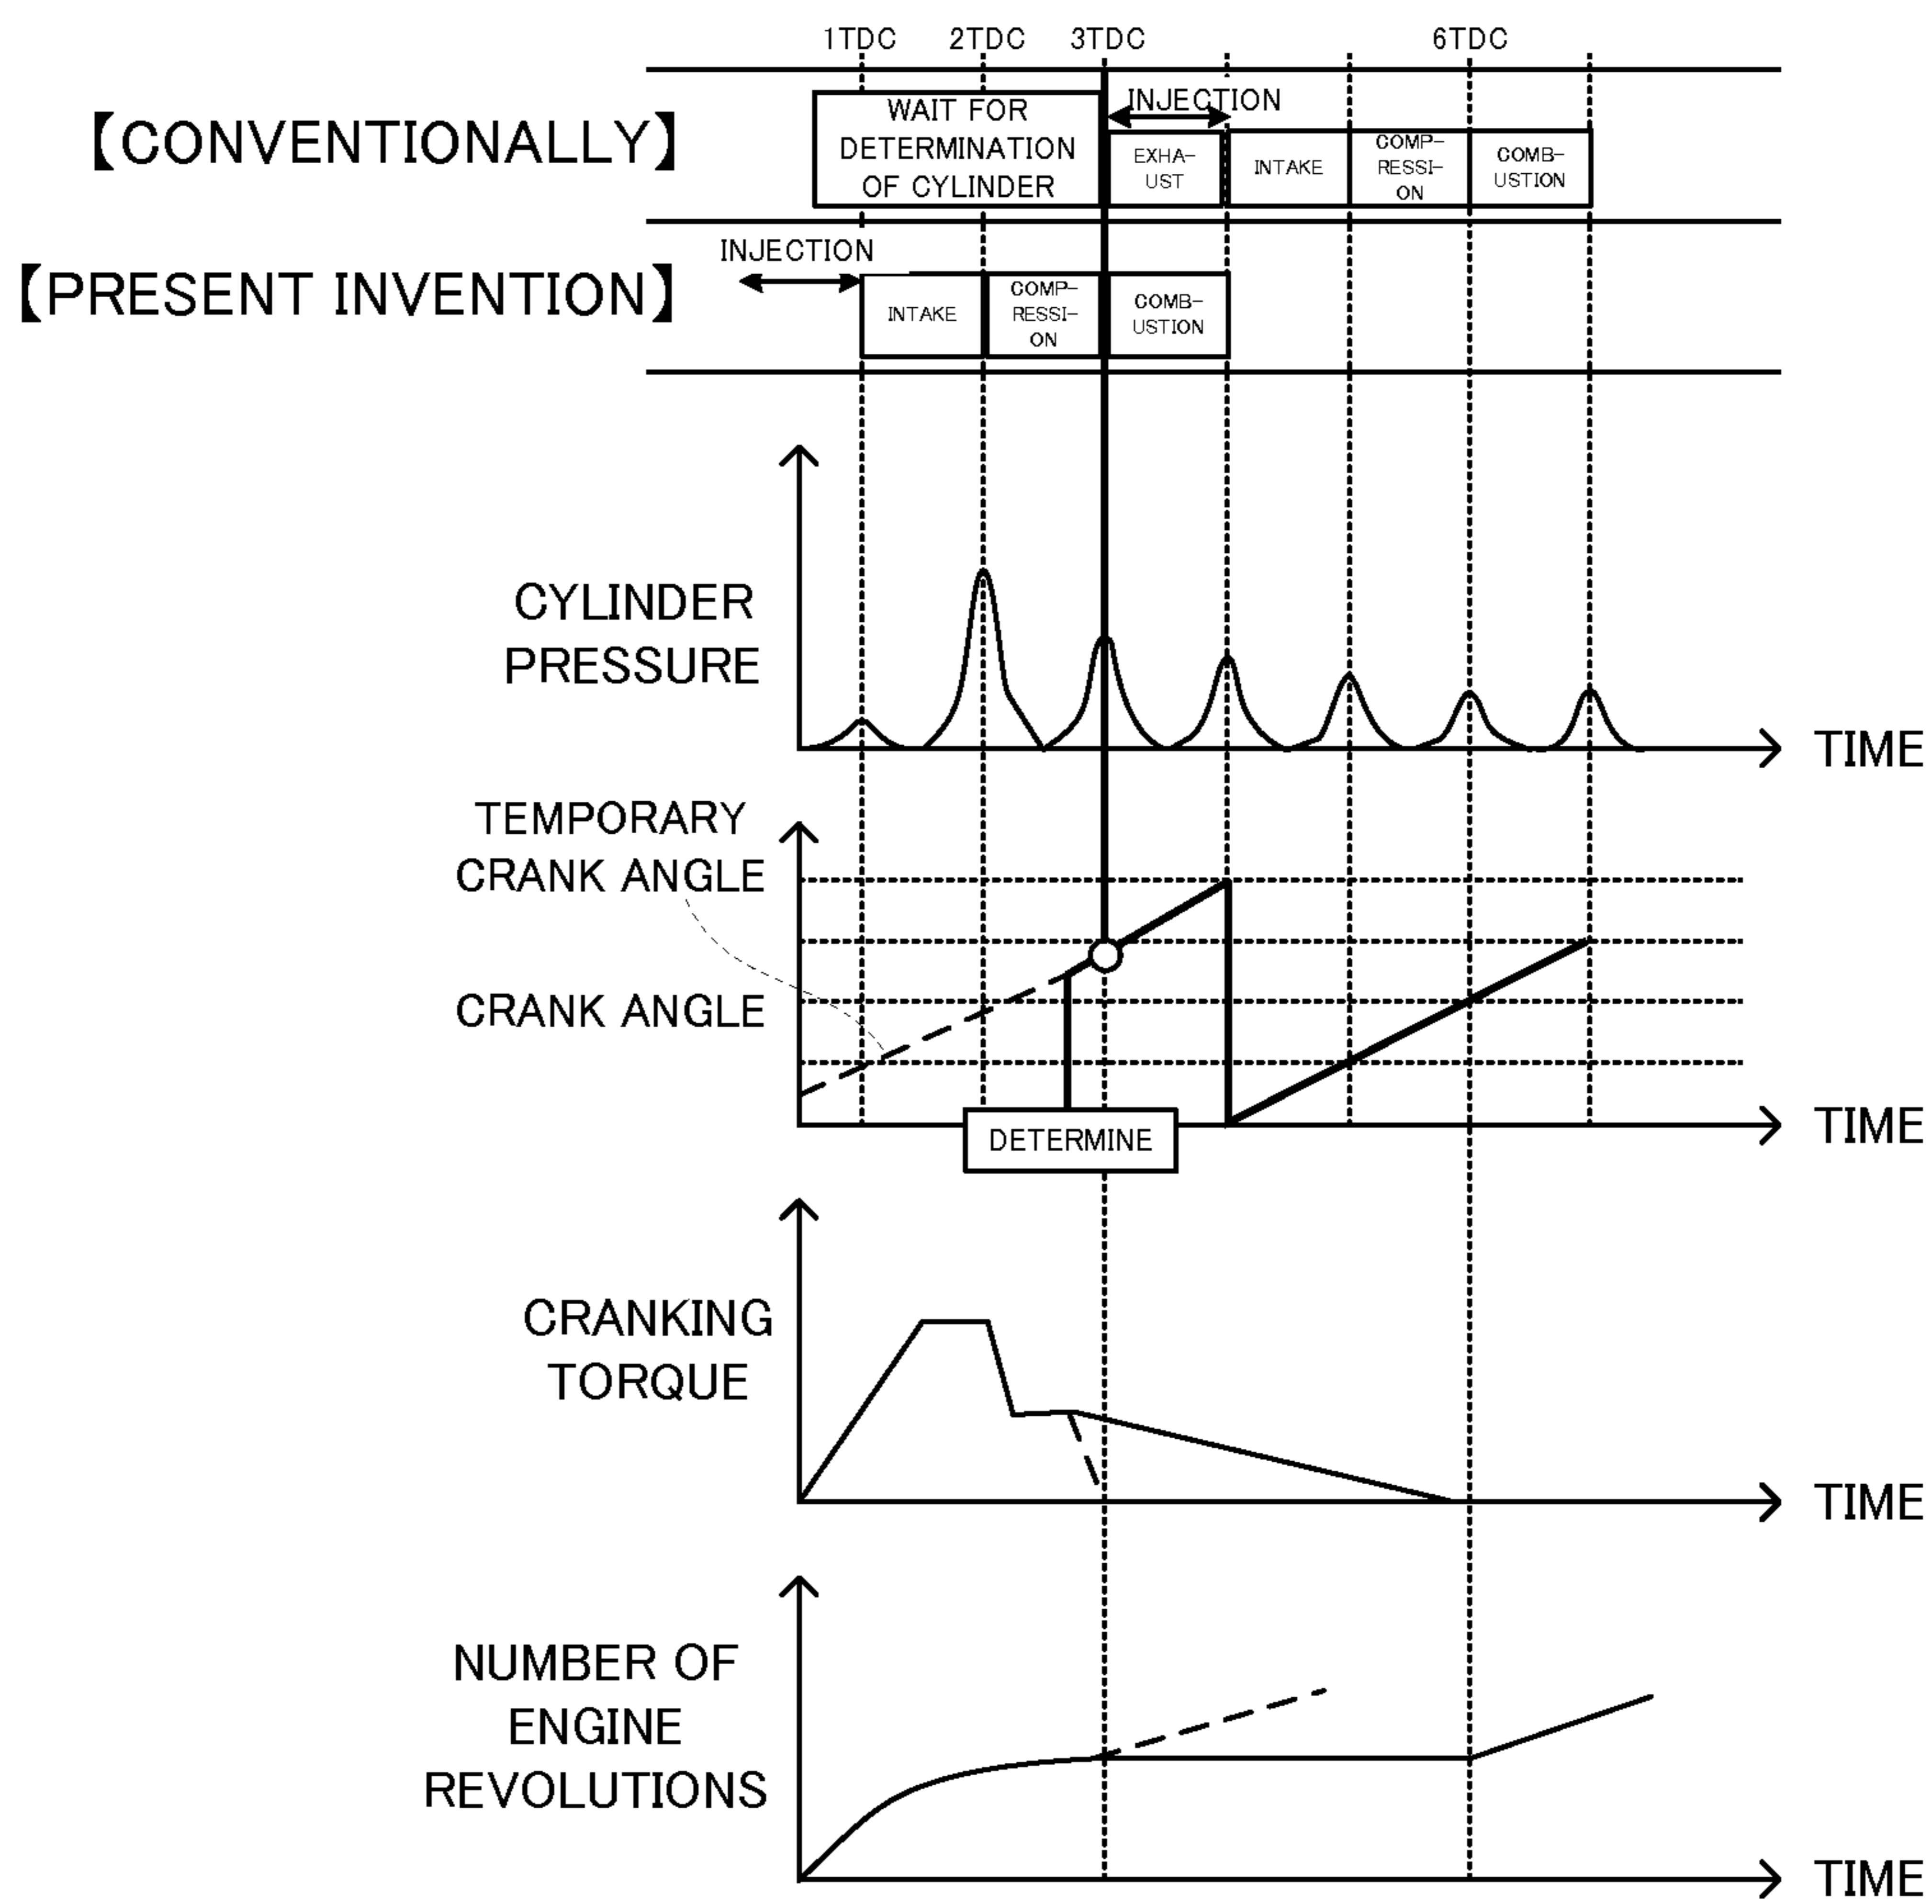 1TDC 2TDC 3TDC 6TDC
【CONVENTIONALLY】
WAIT FOR
DETERMINATION
OF CYLINDER
INJECTION
EXHA-
UST
INTAKE
COMP-
RESSI-
ON
COMB-
USTION
【PRESENT INVENTION】
INJECTION
INTAKE
COMP-
RESSI-
ON
COMB-
USTION
CYLINDER
PRESSURE
TIME
TEMPORARY
CRANK ANGLE
CRANK ANGLE
DETERMINE
TIME
CRANKING
TORQUE
TIME
NUMBER OF
ENGINE
REVOLUTIONS
TIME